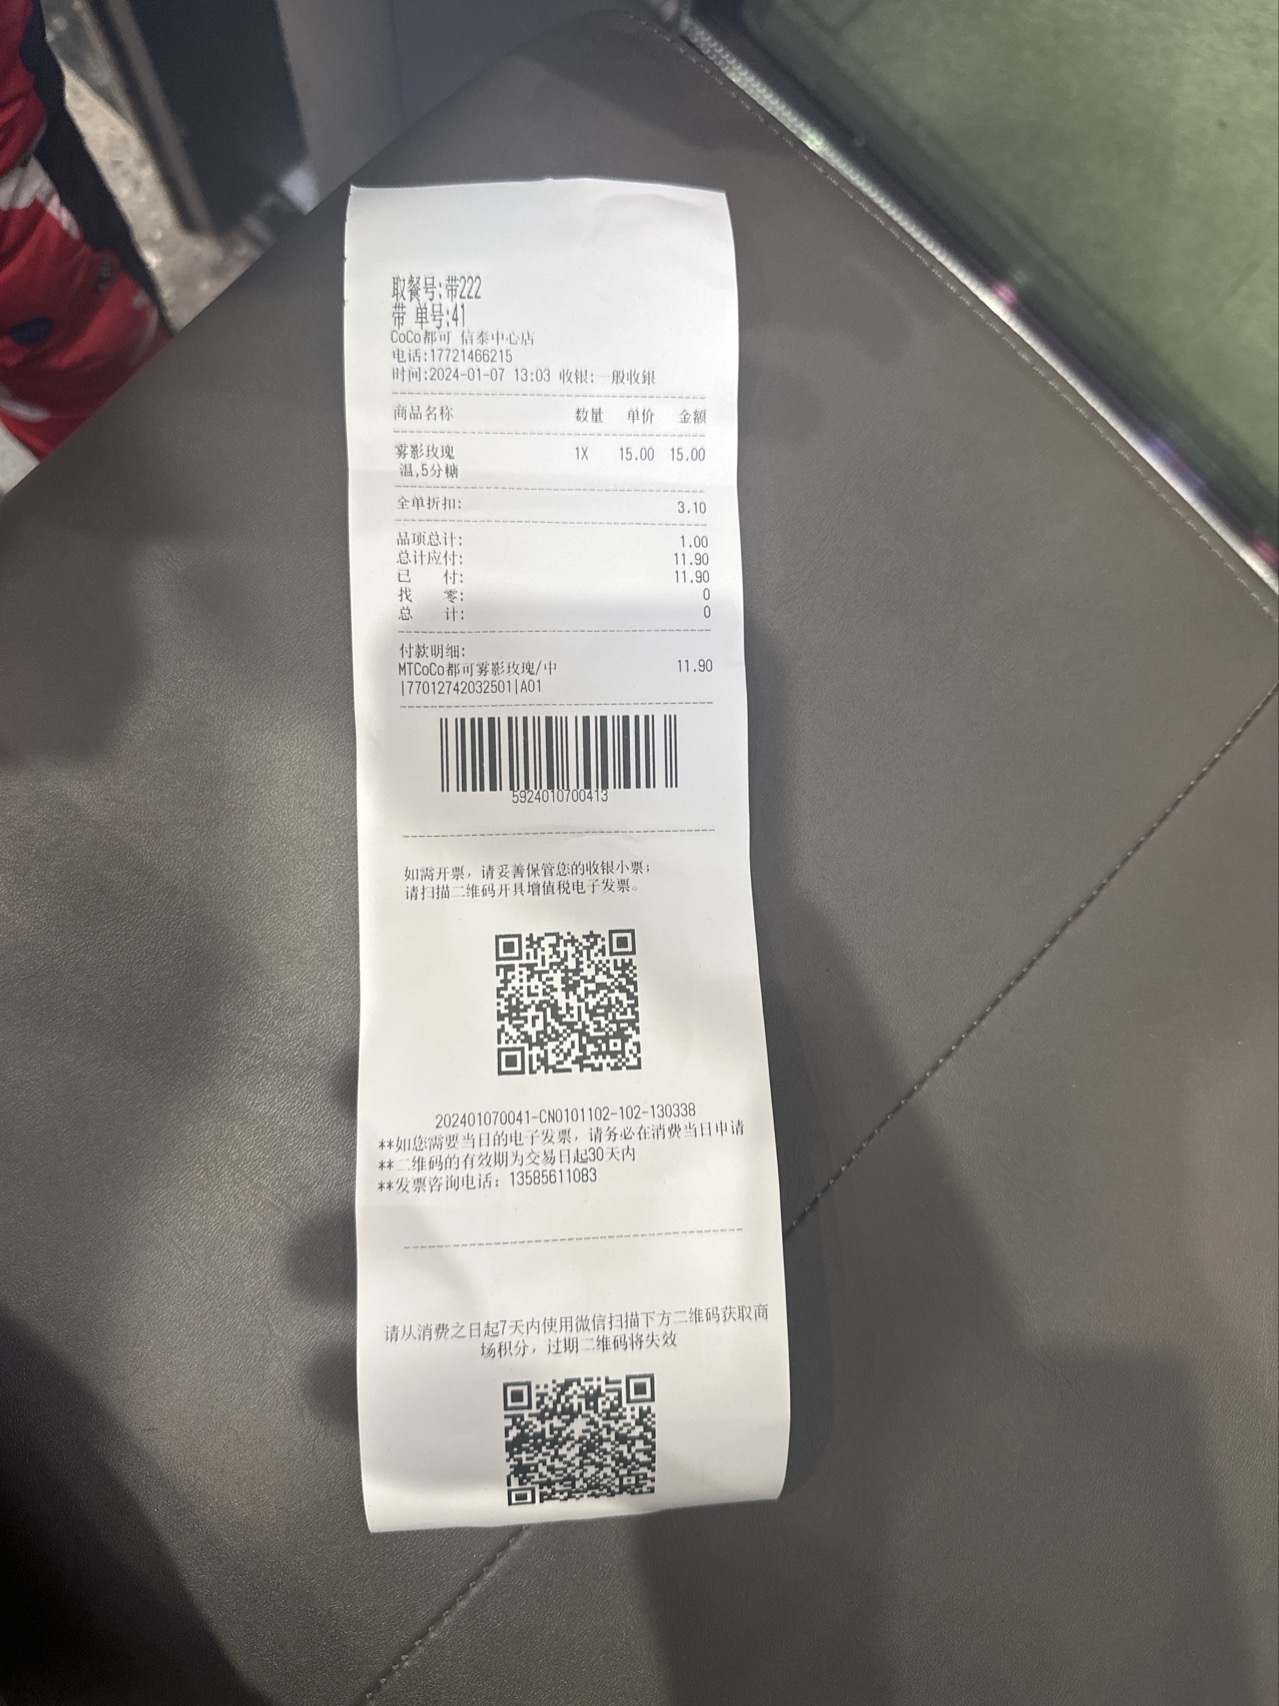 取餐号:带222
带 单号:41
CoCo都可 信泰中心店
电话:17721466215
时间:2024-01-07 13:03 收银:一般收銀
商品名称 数量 单价 金额
雾影玫瑰 1X 15.00 15.00
温,5分糖
全单折扣: 3.10
品项总计: 1.00
总计应付: 11.90
已 付: 11.90
找 零: 0
总 计: 0
付款明细:
MTCoCo都可雾影玫瑰/中 11.90
|77012742032501|A01
5924010700413
如需开票，请妥善保管您的收银小票；
请扫描二维码开具增值税电子发票。
202401070041-CN0101102-102-130338
**如您需要当日的电子发票，请务必在消费当日申请
**二维码的有效期为交易日起30天内
**发票咨询电话：13585611083
请从消费之日起7天内使用微信扫描下方二维码获取商
场积分，过期二维码将失效